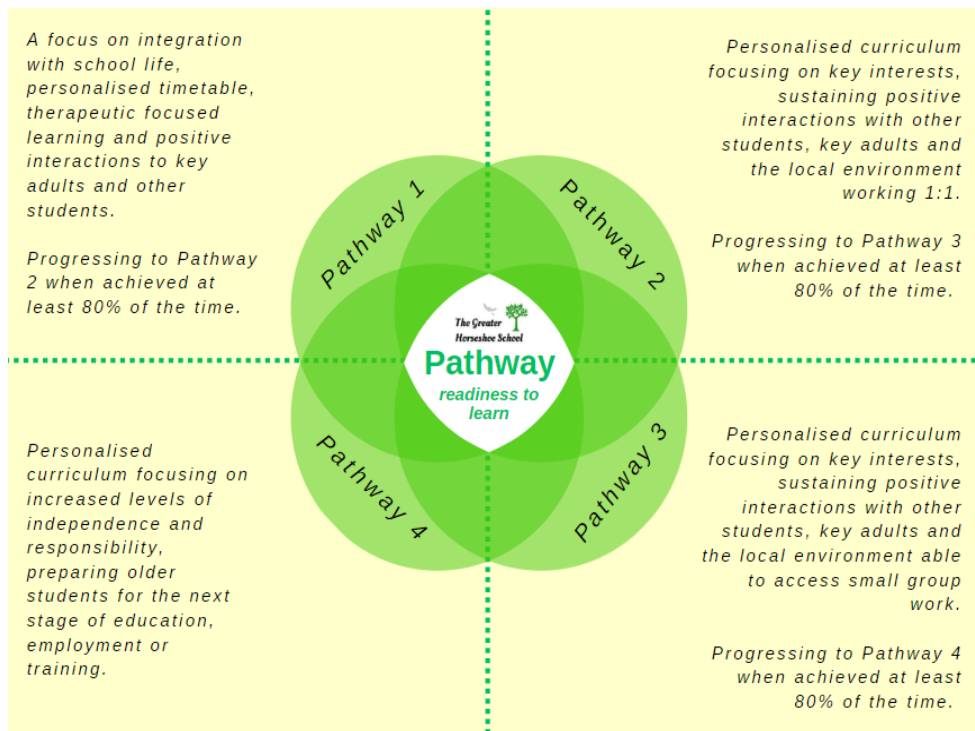 A focus on integration
with school life,
personalised timetable,
therapeutic focused
learning and positive
interactions to key
adults and other
students.
Progressing to Pathway
2 when achieved at
least 80% of the time.
Personalised curriculum
focusing on key interests,
sustaining positive
interactions with other
students, key adults and
the local environment
working 1:1.
Progressing to Pathway 3
when achieved at least
80% of the time.
Pathway 1
Pathway 2
The Greater
Horseshoe School
Pathway
readiness to
learn
Pathway 4
Pathway 3
Personalised
curriculum focusing on
increased levels of
independence and
responsibility,
preparing older
students for the next
stage of education,
employment or
training.
Personalised curriculum
focusing on key interests,
sustaining positive
interactions with other
students, key adults and
the local environment able
to access small group
work.
Progressing to Pathway 4
when achieved at least
80% of the time.